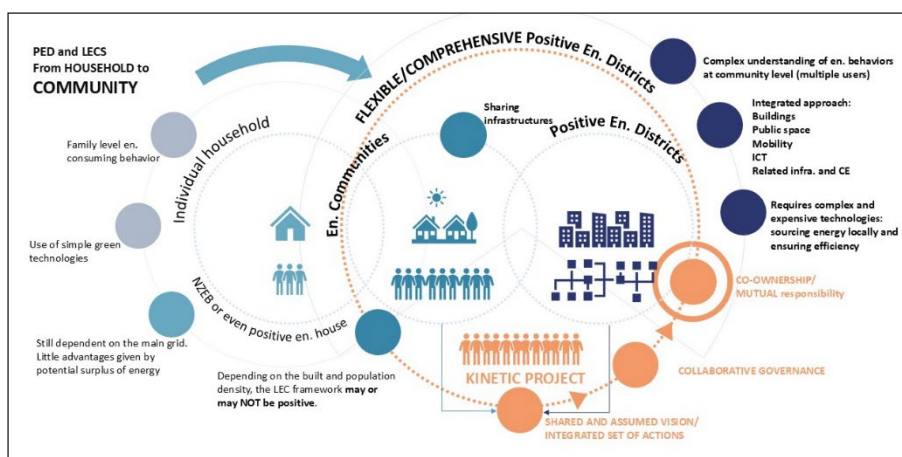 PED and LECS
From HOUSEHOLD to
COMMUNITY
Family level en.
consuming behavior
Use of simple green
technologies
Still dependent on the main grid.
Little advantages given by
potential surplus of energy
Individual household
NZEB or even positive en. house
En. Communities
FLEXIBLE/COMPREHENSIVE Positive En. Districts
Sharing
infrastructures
Positive En. Districts
Depending on the built and population
density, the LEC framework may or
may NOT be positive.
Complex understanding of en. behaviors
at community level (multiple users)
Integrated approach:
Buildings
Public space
Mobility
ICT
Related infra. and CE
Requires complex and
expensive technologies:
sourcing energy locally and
ensuring efficiency
CO-OWNERSHIP/
MUTUAL responsibility
COLLABORATIVE GOVERNANCE
KINETIC PROJECT
SHARED AND ASSUMED VISION/
INTEGRATED SET OF ACTIONS